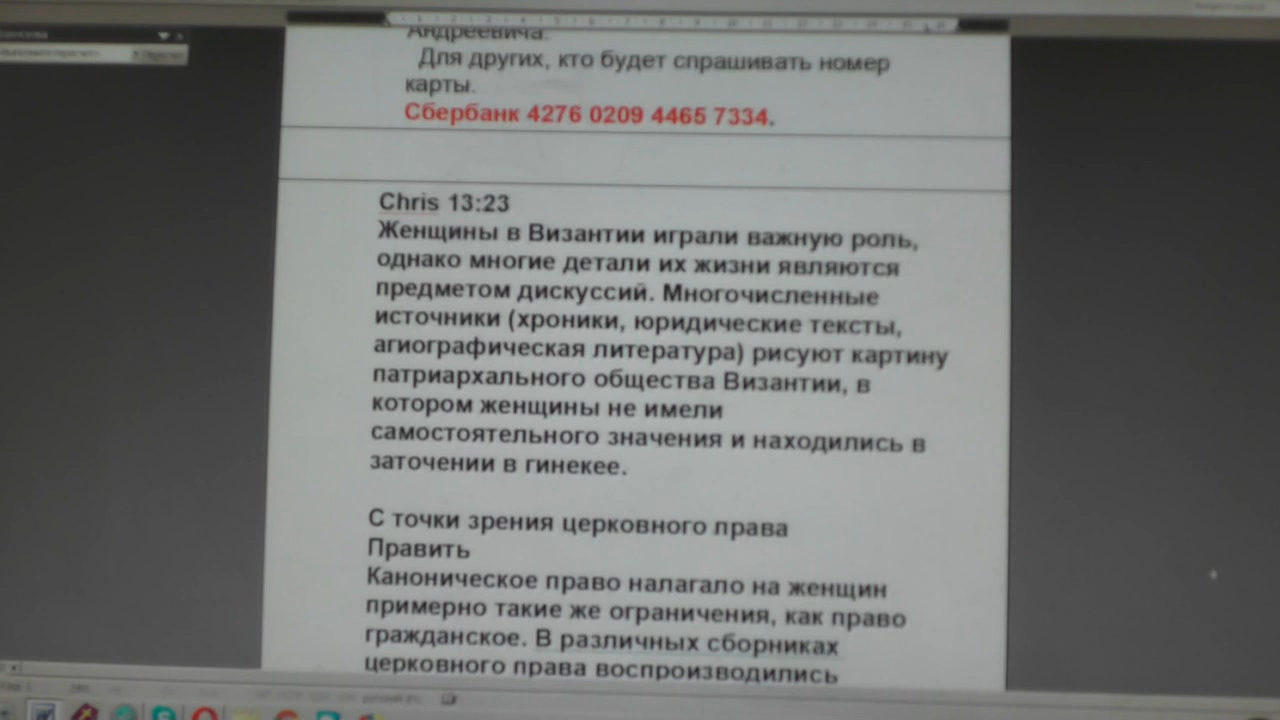 Андреевича.
Для других, кто будет спрашивать номер
карты.
Сбербанк 4276 0209 4465 7334.
Chris 13:23
Женщины в Византии играли важную роль,
однако многие детали их жизни являются
предметом дискуссий. Многочисленные
источники (хроники, юридические тексты,
агиографическая литература) рисуют картину
патриархального общества Византии, в
котором женщины не имели
самостоятельного значения и находились в
заточении в гинекее.
С точки зрения церковного права
Править
Каноническое право налагало на женщин
примерно такие же ограничения, как право
гражданское. В различных сборниках
церковного права воспроизводились